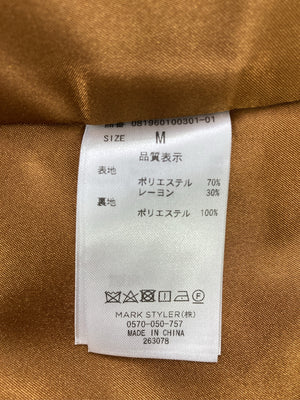 品番 081960100301-01
SIZE M
品質表示
表地
ポリエステル 70%
レーヨン 30%
裏地
ポリエステル 100%
MARK STYLER(株)
0570-050-757
MADE IN CHINA
263078